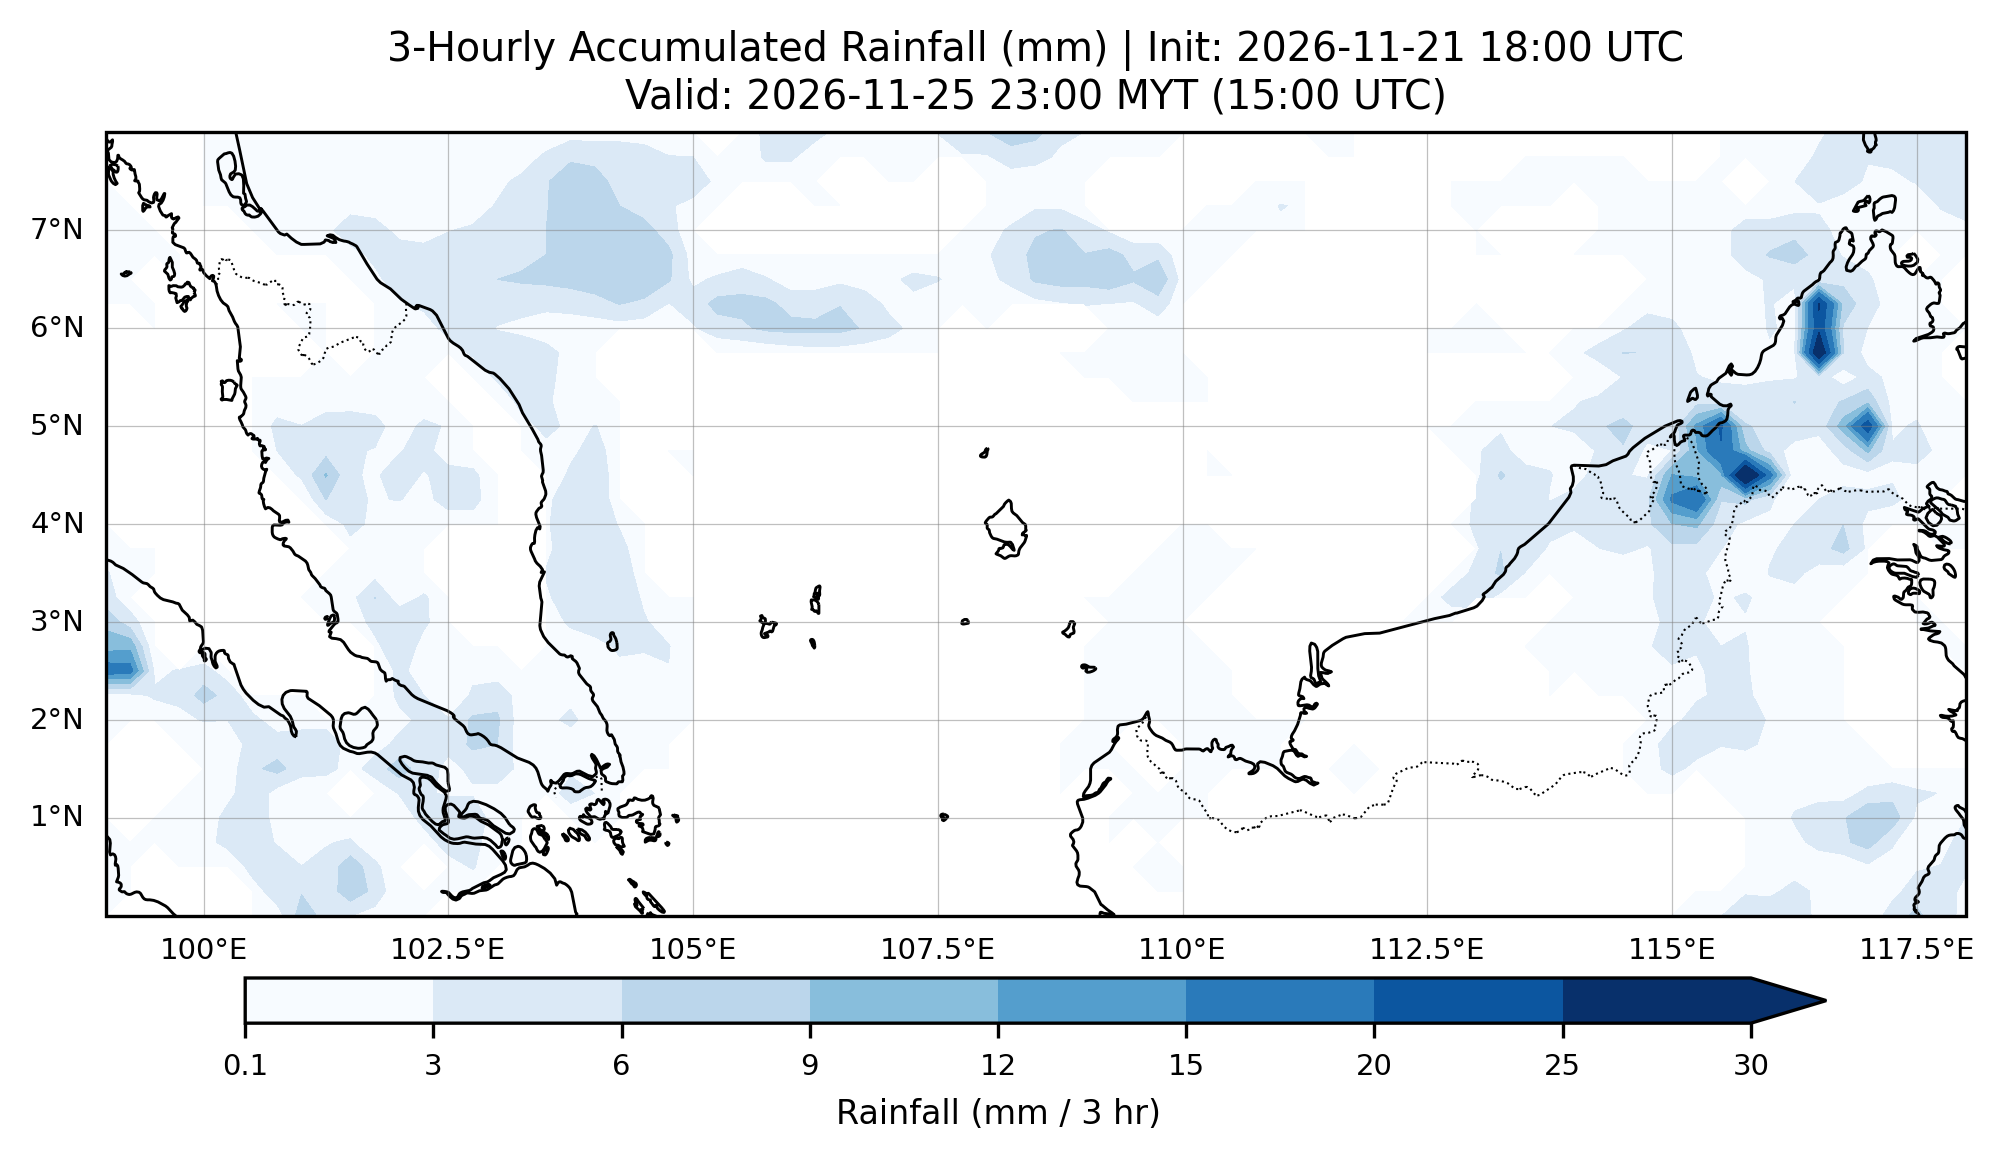 3-Hourly Accumulated Rainfall (mm) | Init: 2026-11-21 18:00 UTC
Valid: 2026-11-25 23:00 MYT (15:00 UTC)
7°N
6°N
5°N
4°N
3°N
2°N
1°N
100°E 102.5°E 105°E 107.5°E 110°E 112.5°E 115°E 117.5°E
0.1 3 6 9 12 15 20 25 30
Rainfall (mm / 3 hr)